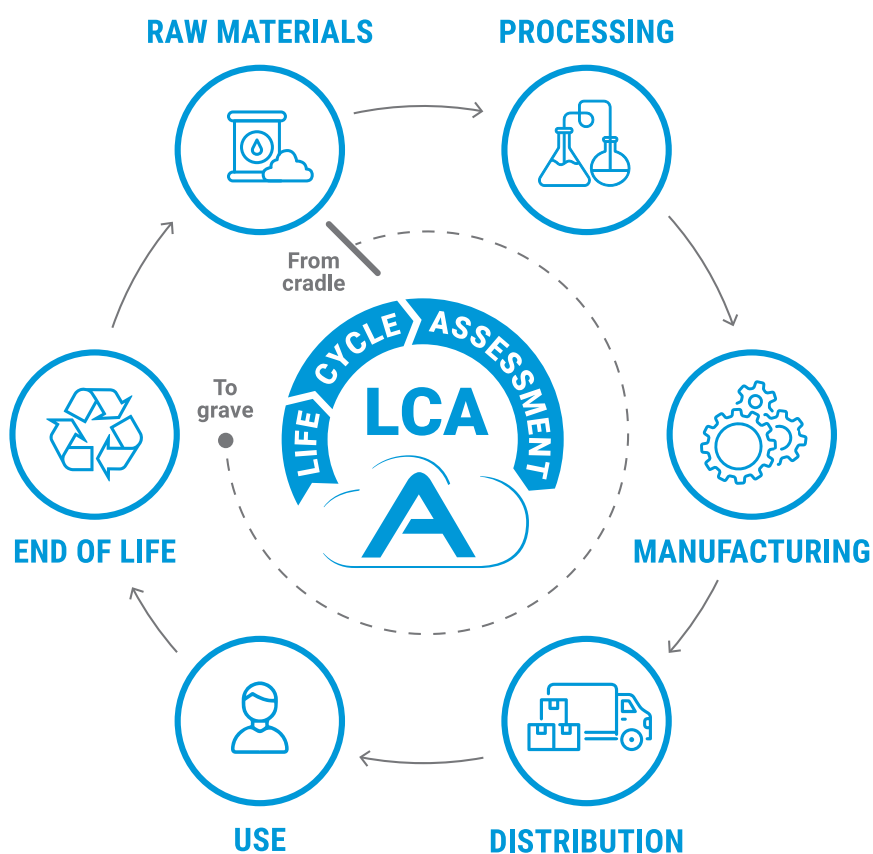 RAW MATERIALS
PROCESSING
From
cradle
LIFE CYCLE ASSESSMENT
LCA
To
grave
A
END OF LIFE
MANUFACTURING
USE
DISTRIBUTION